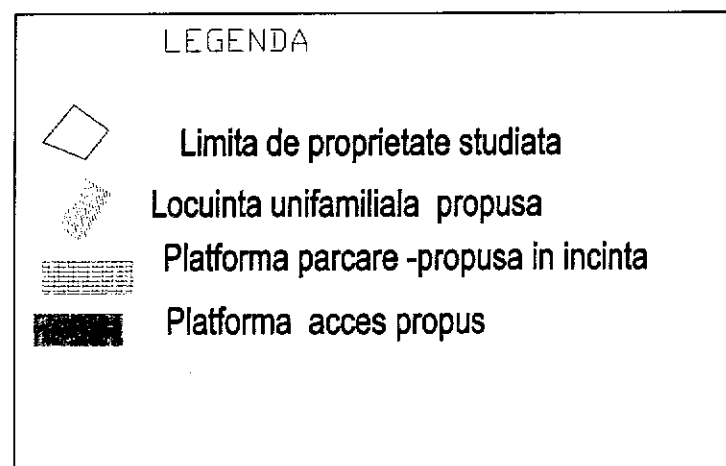 LEGENDA
Limita de proprietate studiata
Locuinta unifamiliala propusa
Platforma parcare -propusa in incinta
Platforma acces propus